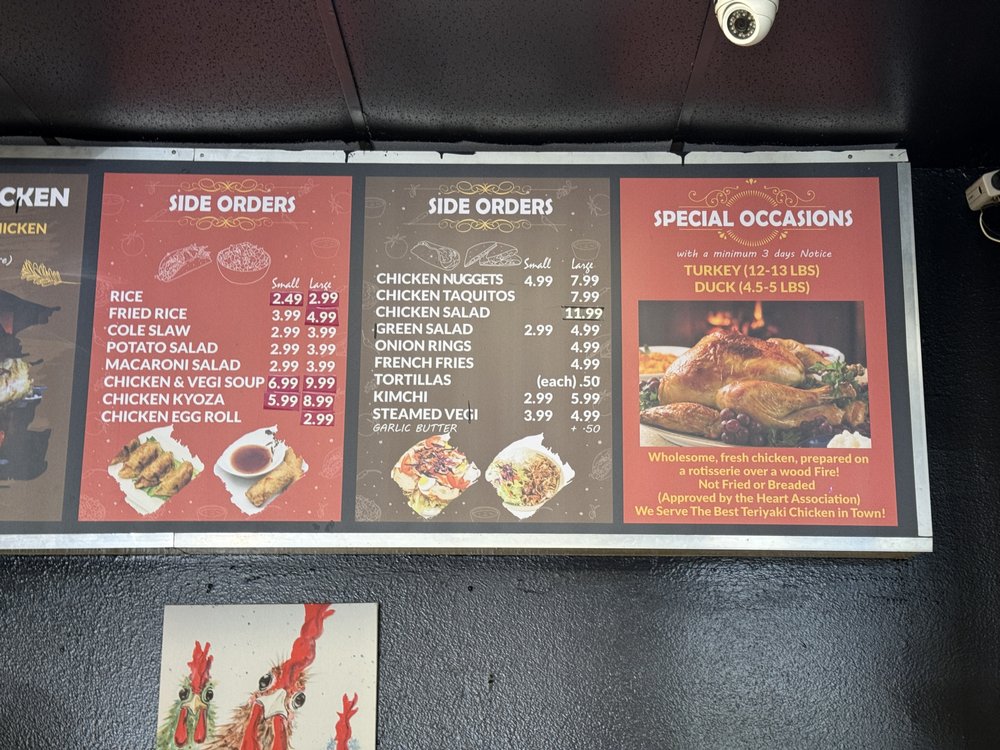 CKEN
HICKEN
SIDE ORDERS
Small Large
RICE 2.49 2.99
FRIED RICE 3.99 4.99
COLE SLAW 2.99 3.99
POTATO SALAD 2.99 3.99
MACARONI SALAD 2.99 3.99
CHICKEN & VEGI SOUP 6.99 9.99
CHICKEN KYOZA 5.99 8.99
CHICKEN EGG ROLL 2.99
SIDE ORDERS
Small Large
CHICKEN NUGGETS 4.99 7.99
CHICKEN TAQUITOS 7.99
CHICKEN SALAD 11.99
GREEN SALAD 2.99 4.99
ONION RINGS 4.99
FRENCH FRIES 4.99
TORTILLAS (each) .50
KIMCHI 2.99 5.99
STEAMED VEGI 3.99 4.99
GARLIC BUTTER + .50
SPECIAL OCCASIONS
with a minimum 3 days Notice
TURKEY (12-13 LBS)
DUCK (4.5-5 LBS)
Wholesome, fresh chicken, prepared on
a rotisserie over a wood Fire!
Not Fried or Breaded
(Approved by the Heart Association)
We Serve The Best Teriyaki Chicken in Town!